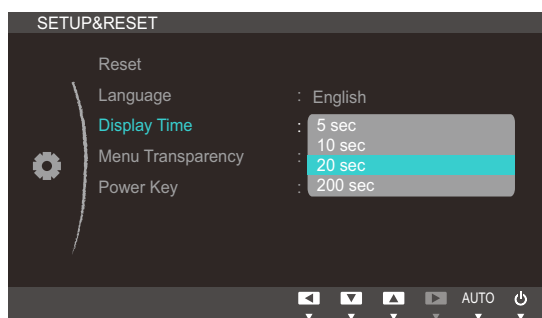 SETUP&RESET
Reset
Language : English
Display Time : 5 sec
10 sec
Menu Transparency : 20 sec
Power Key : 200 sec
AUTO